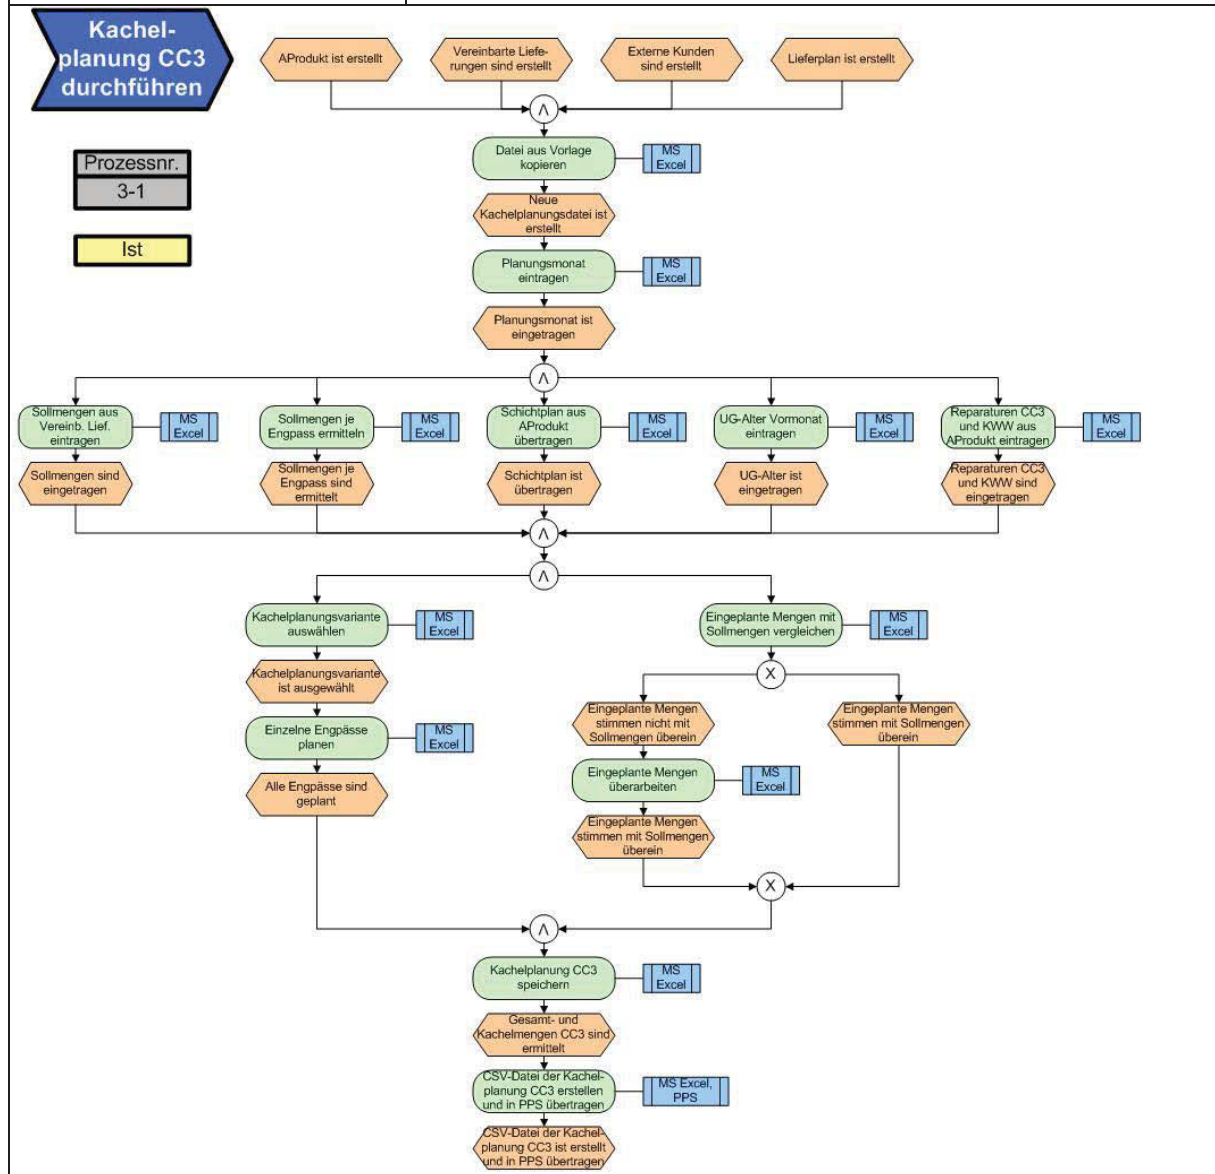 Kachel-
planung CC3
durchführen
AProdukt ist erstellt
Vereinbarte Liefe-
rungen sind erstellt
Externe Kunden
sind erstellt
Lieferplan ist erstellt
Λ
Prozessnr.
3-1
Ist
Datei aus Vorlage
kopieren
MS
Excel
Neue
Kachelplanungsdatei ist
erstellt
Planungsmonat
eintragen
MS
Excel
Planungsmonat ist
eingetragen
Λ
Sollmengen aus
Vereinb. Lief.
eintragen
MS
Excel
Sollmengen je
Engpass ermitteln
MS
Excel
Schichtplan aus
AProdukt
übertragen
MS
Excel
UG-Alter Vormonat
eintragen
MS
Excel
Reparaturen CC3
und KWW aus
AProdukt eintragen
MS
Excel
Sollmengen sind
eingetragen
Sollmengen je
Engpass sind
ermittelt
Schichtplan ist
übertragen
UG-Alter ist
eingetragen
Reparaturen CC3
und KWW sind
eingetragen
Λ
Λ
Kachelplanungsvariante
auswählen
MS
Excel
Eingeplante Mengen mit
Sollmengen vergleichen
MS
Excel
Kachelplanungsvariante
ist ausgewählt
X
Einzelne Engpässe
planen
MS
Excel
Eingeplante Mengen
stimmen nicht mit
Sollmengen überein
Eingeplante Mengen
stimmen mit Sollmengen
überein
Alle Engpässe sind
geplant
Eingeplante Mengen
überarbeiten
MS
Excel
Eingeplante Mengen
stimmen mit Sollmengen
überein
X
Λ
Kachelplanung CC3
speichern
MS
Excel
Gesamt- und
Kachelmengen CC3 sind
ermittelt
CSV-Datei der Kachel-
planung CC3 erstellen
und in PPS übertragen
MS Excel,
PPS
CSV-Datei der Kachel-
planung CC3 ist erstellt
und in PPS übertragen